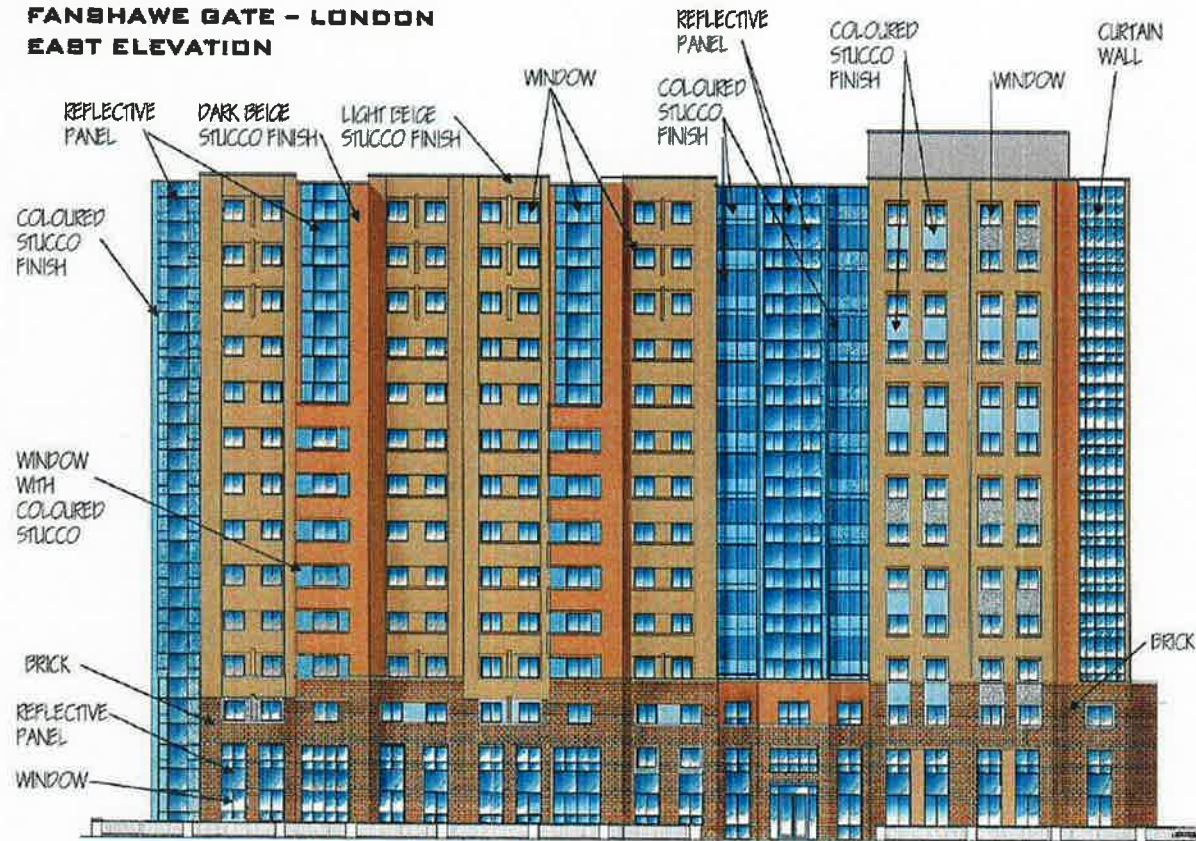 FANSHAWE GATE - LONDON
EAST ELEVATION
REFLECTIVE
PANEL
DARK BEIGE
STUCCO FINISH
LIGHT BEIGE
STUCCO FINISH
WINDOW
REFLECTIVE
PANEL
COLOURED
STUCCO
FINISH
COLOURED
STUCCO
FINISH
WINDOW
CURTAIN
WALL
COLOURED
STUCCO
FINISH
WINDOW
WITH
COLOURED
STUCCO
BRICK
REFLECTIVE
PANEL
WINDOW
BRICK